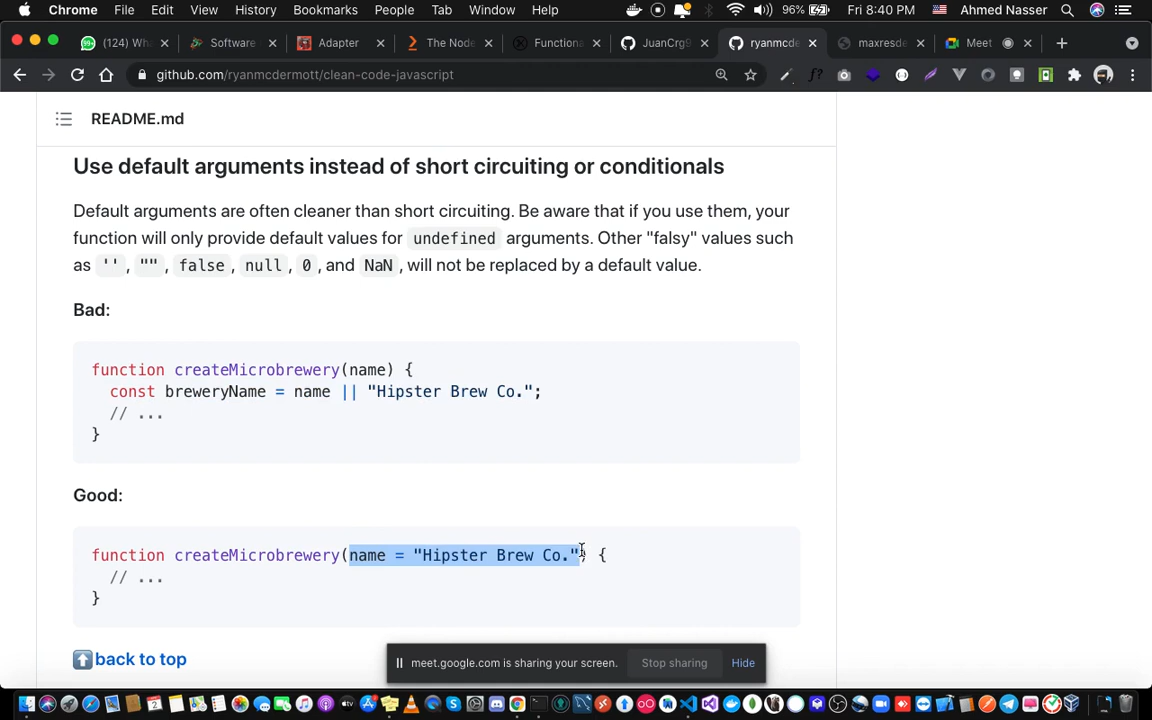 Chrome File Edit View History Bookmarks People Tab Window Help 96% Fri 8:40 PM Ahmed Nasser
(124) Wha Software Adapter The Node Functiona JuanCrg9 ryanmcde maxresde Meet
github.com/ryanmcdermott/clean-code-javascript
README.md
Use default arguments instead of short circuiting or conditionals
Default arguments are often cleaner than short circuiting. Be aware that if you use them, your
function will only provide default values for undefined arguments. Other "falsy" values such
as '', "", false, null, 0, and NaN, will not be replaced by a default value.
Bad:
function createMicrobrewery(name) {
const breweryName = name || "Hipster Brew Co.";
// ...
}
Good:
function createMicrobrewery(name = "Hipster Brew Co.") {
// ...
}
back to top
meet.google.com is sharing your screen. Stop sharing Hide